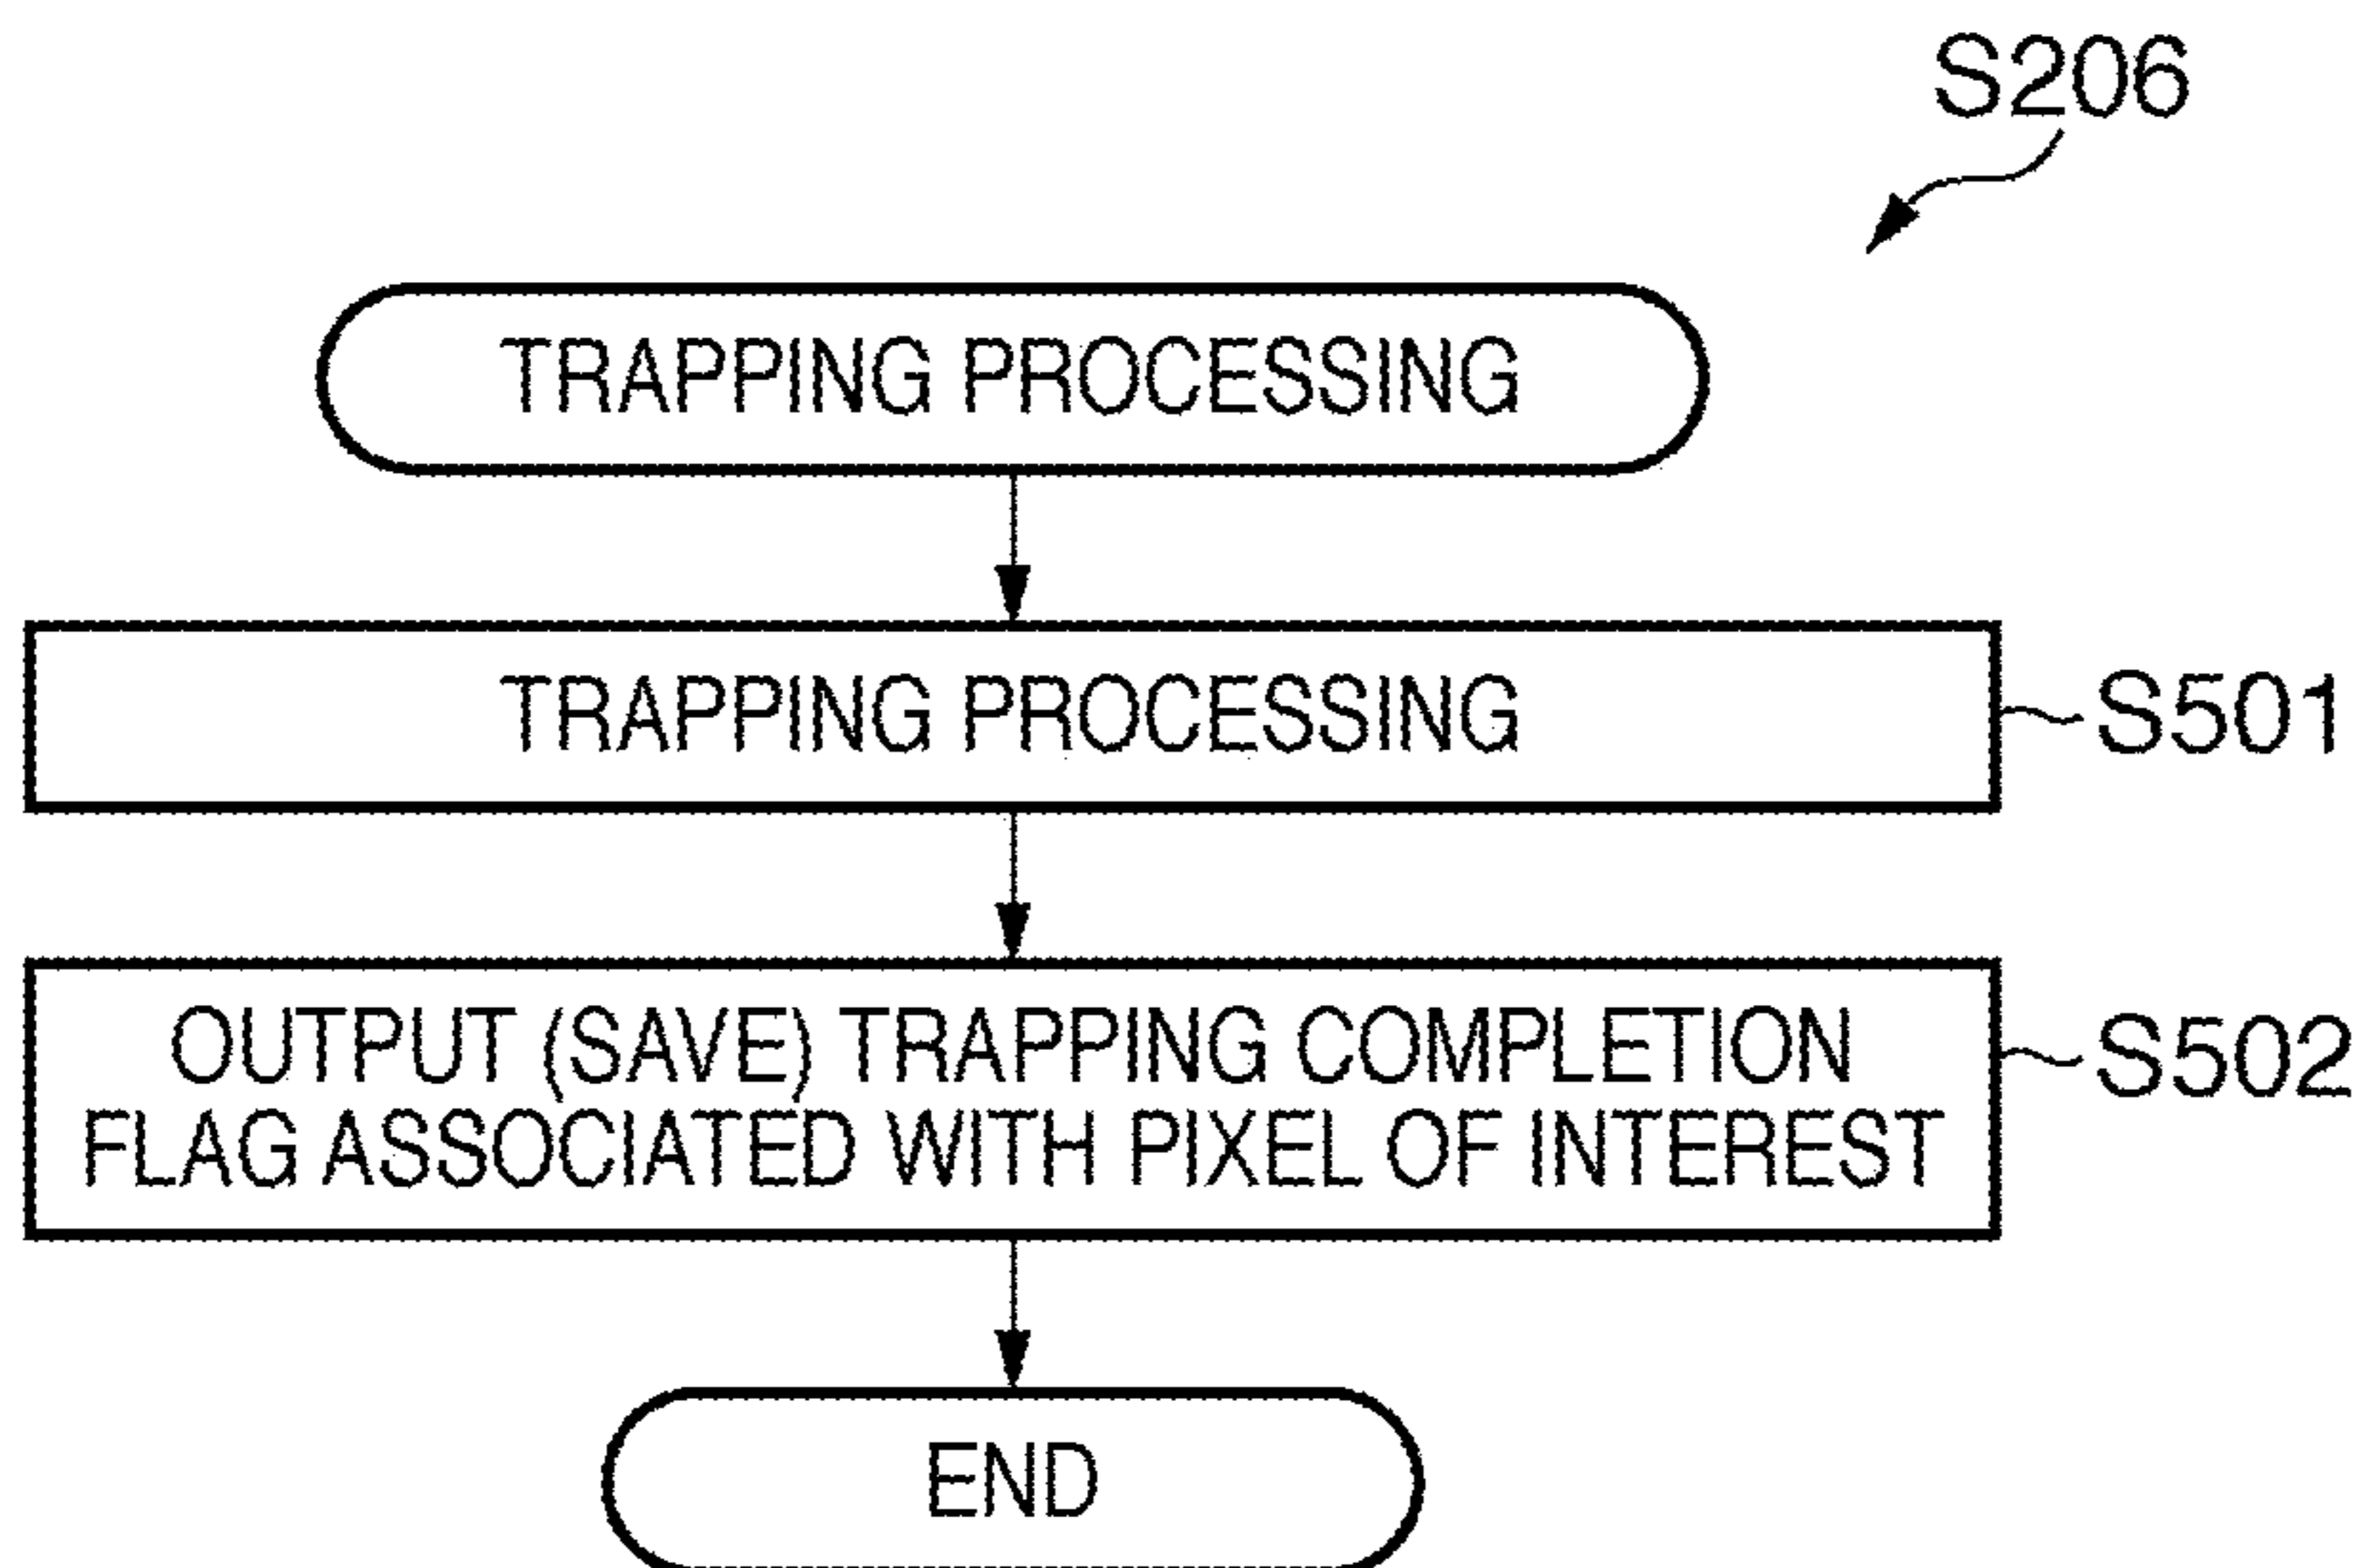 S206
TRAPPING PROCESSING
TRAPPING PROCESSING
S501
OUTPUT (SAVE) TRAPPING COMPLETION
FLAG ASSOCIATED WITH PIXEL OF INTEREST
S502
END